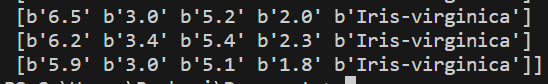 [b'6.5' b'3.0' b'5.2' b'2.0' b'Iris-virginica']
[b'6.2' b'3.4' b'5.4' b'2.3' b'Iris-virginica']
[b'5.9' b'3.0' b'5.1' b'1.8' b'Iris-virginica']]